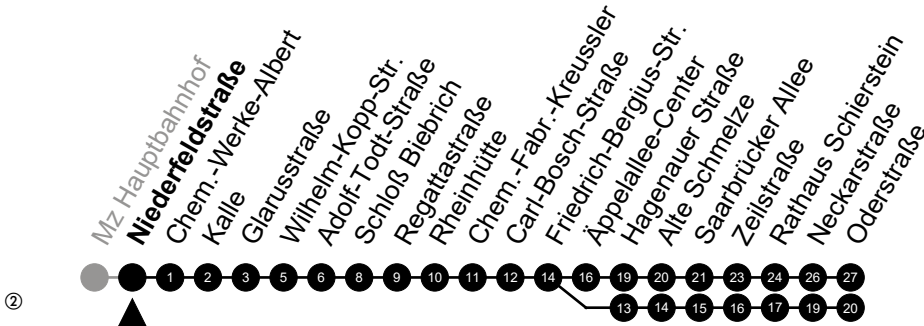 Mz Hauptbahnhof
Niederfeldstraße
Chem.-Werke-Albert
Kalle
Glarusstraße
Wilhelm-Kopp-Str.
Adolf-Todt-Straße
Schloß Biebrich
Regattastraße
Rheinhütte
Chem.-Fabr.-Kreussler
Carl-Bosch-Straße
Friedrich-Bergius-Str.
Äppelallee-Center
Hagenauer Straße
Alte Schmelze
Saarbrücker Allee
Zeilstraße
Rathaus Schierstein
Neckarstraße
Oderstraße
1 2 3 5 6 8 9 10 11 12 14 16 19 20 21 23 24 26 27
② 13 14 15 16 17 19 20